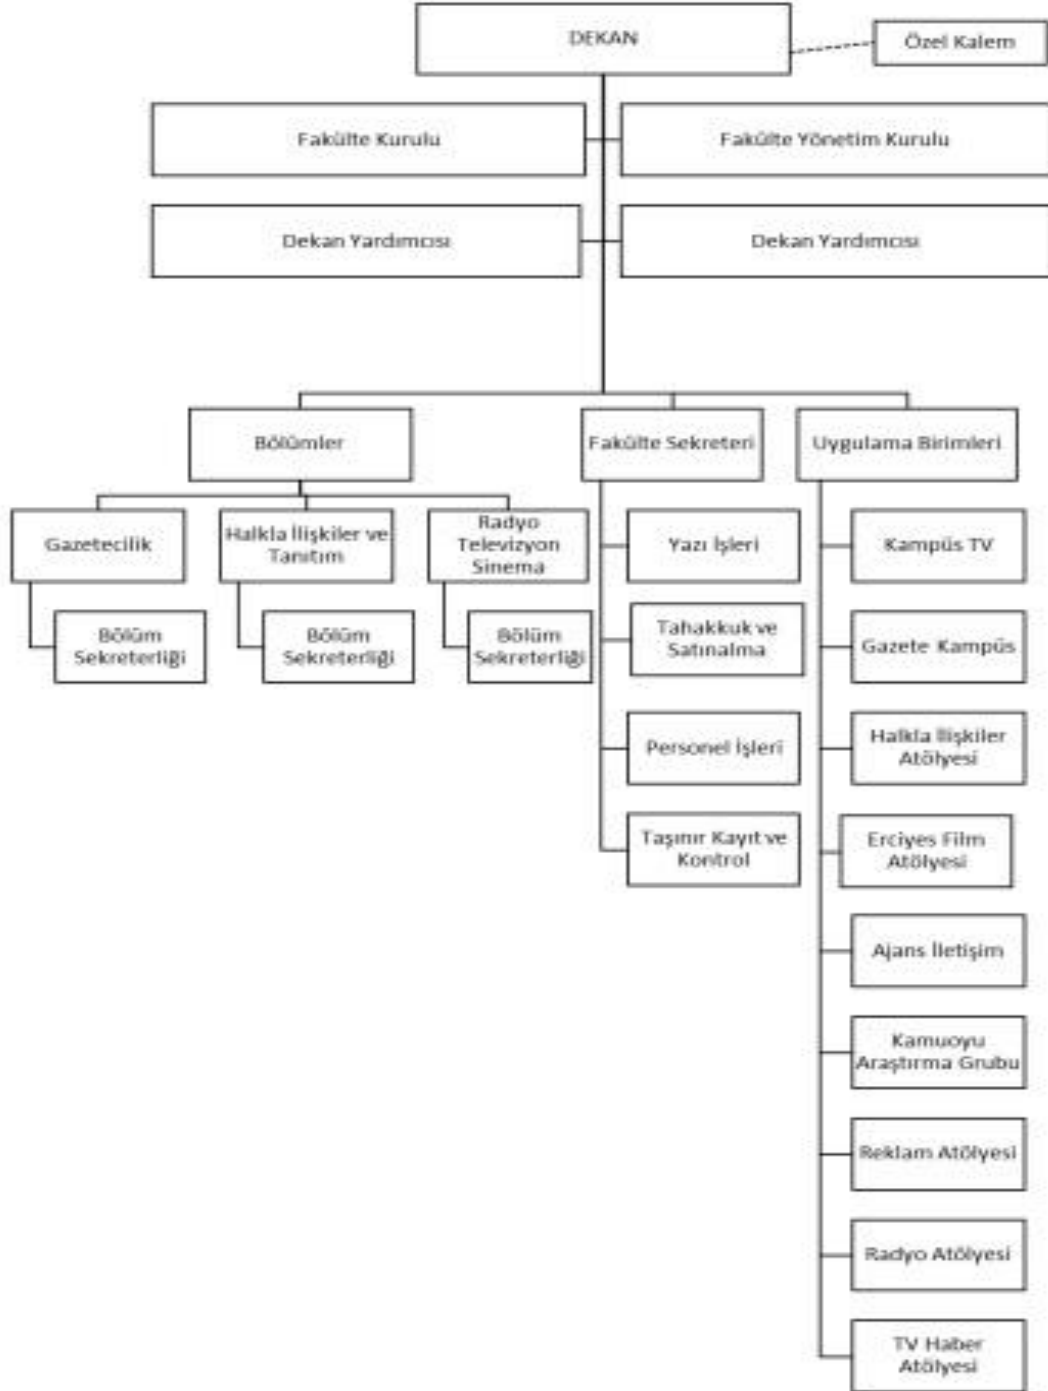 DEKAN
Özel Kalem
Fakülte Kurulu
Fakülte Yönetim Kurulu
Dekan Yardımcısı
Dekan Yardımcısı
Bölümler
Fakülte Sekreteri
Uygulama Birimleri
Gazetecilik
Halkla İlişkiler ve
Tanıtım
Radyo
Televizyon
Sinema
Bölüm
Sekreterliği
Bölüm
Sekreterliği
Bölüm
Sekreterliği
Yazı İşleri
Tahakkuk ve
Satınalma
Personel İşleri
Taşınır Kayıt ve
Kontrol
Kampüs TV
Gazete Kampüs
Halkla İlişkiler
Atölyesi
Erciyes Film
Atölyesi
Ajans İletişim
Kamuoyu
Araştırma Grubu
Reklam Atölyesi
Radyo Atölyesi
TV Haber
Atölyesi